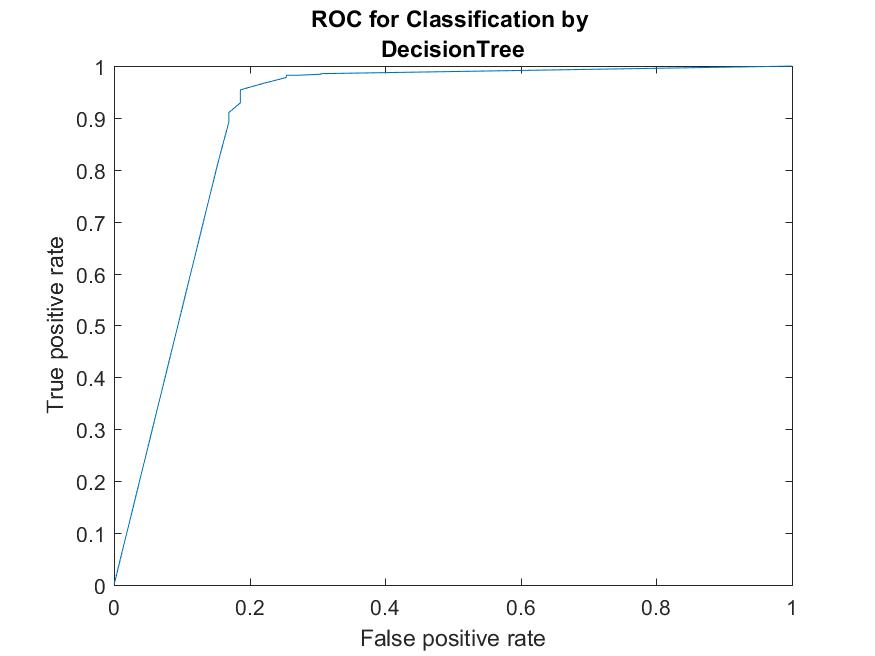 ROC for Classification by
DecisionTree
1
0.9
0.8
0.7
0.6
0.5
0.4
0.3
0.2
0.1
0
True positive rate
0 0.2 0.4 0.6 0.8 1
False positive rate